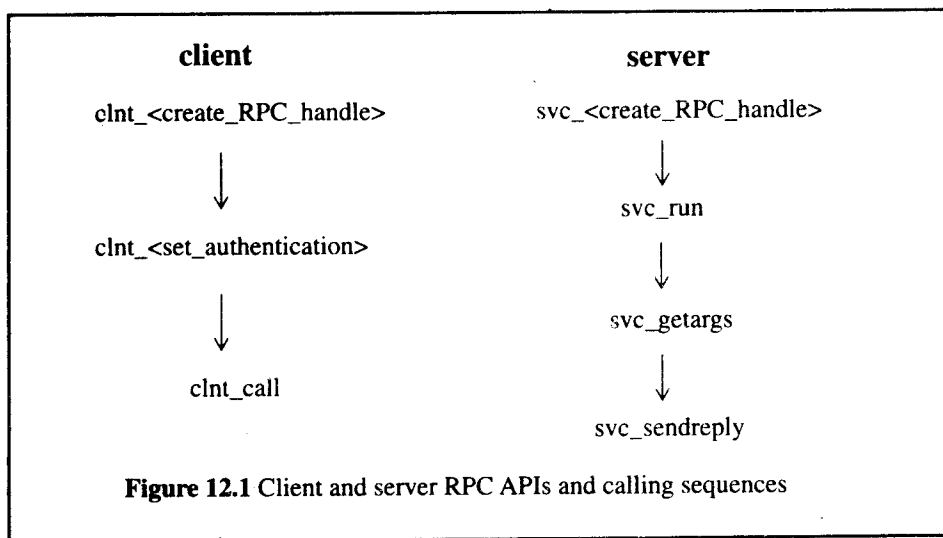 client
server
clnt_<create_RPC_handle>
svc_<create_RPC_handle>
svc_run
clnt_<set_authentication>
svc_getargs
clnt_call
svc_sendreply
Figure 12.1 Client and server RPC APIs and calling sequences